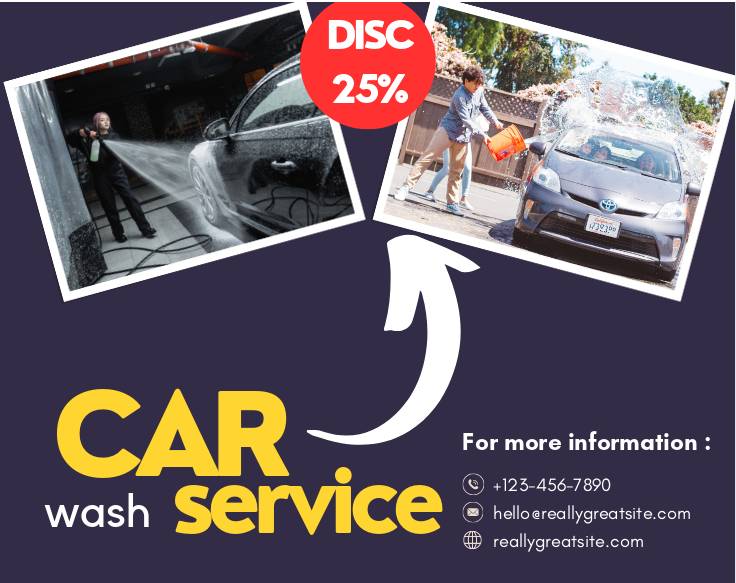 DISC
25%
CAR
wash service
For more information :
+123-456-7890
hello@reallygreatsite.com
reallygreatsite.com